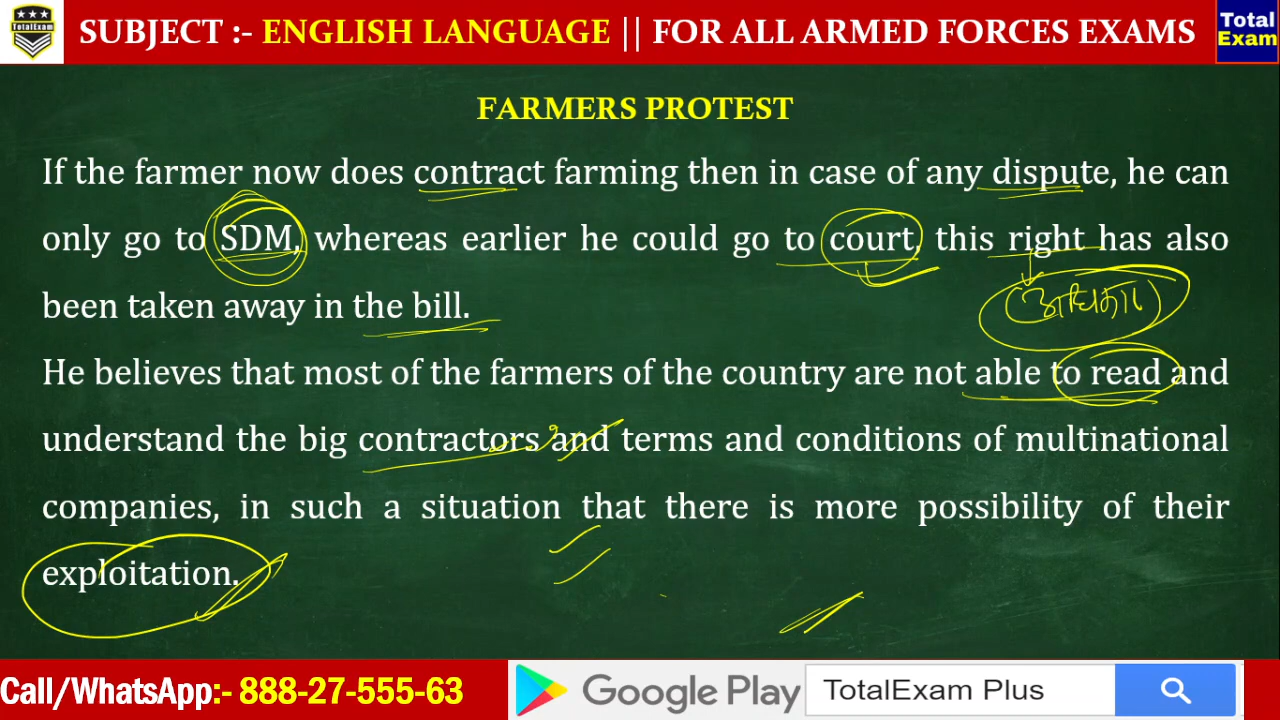 TotalExam
SUBJECT :- ENGLISH LANGUAGE || FOR ALL ARMED FORCES EXAMS
Total
Exam
FARMERS PROTEST
If the farmer now does contract farming then in case of any dispute, he can
only go to SDM, whereas earlier he could go to court, this right has also
been taken away in the bill.
(अधिकार)
He believes that most of the farmers of the country are not able to read and
understand the big contractors and terms and conditions of multinational
companies, in such a situation that there is more possibility of their
exploitation.
Call/WhatsApp:- 888-27-555-63
Google Play
TotalExam Plus